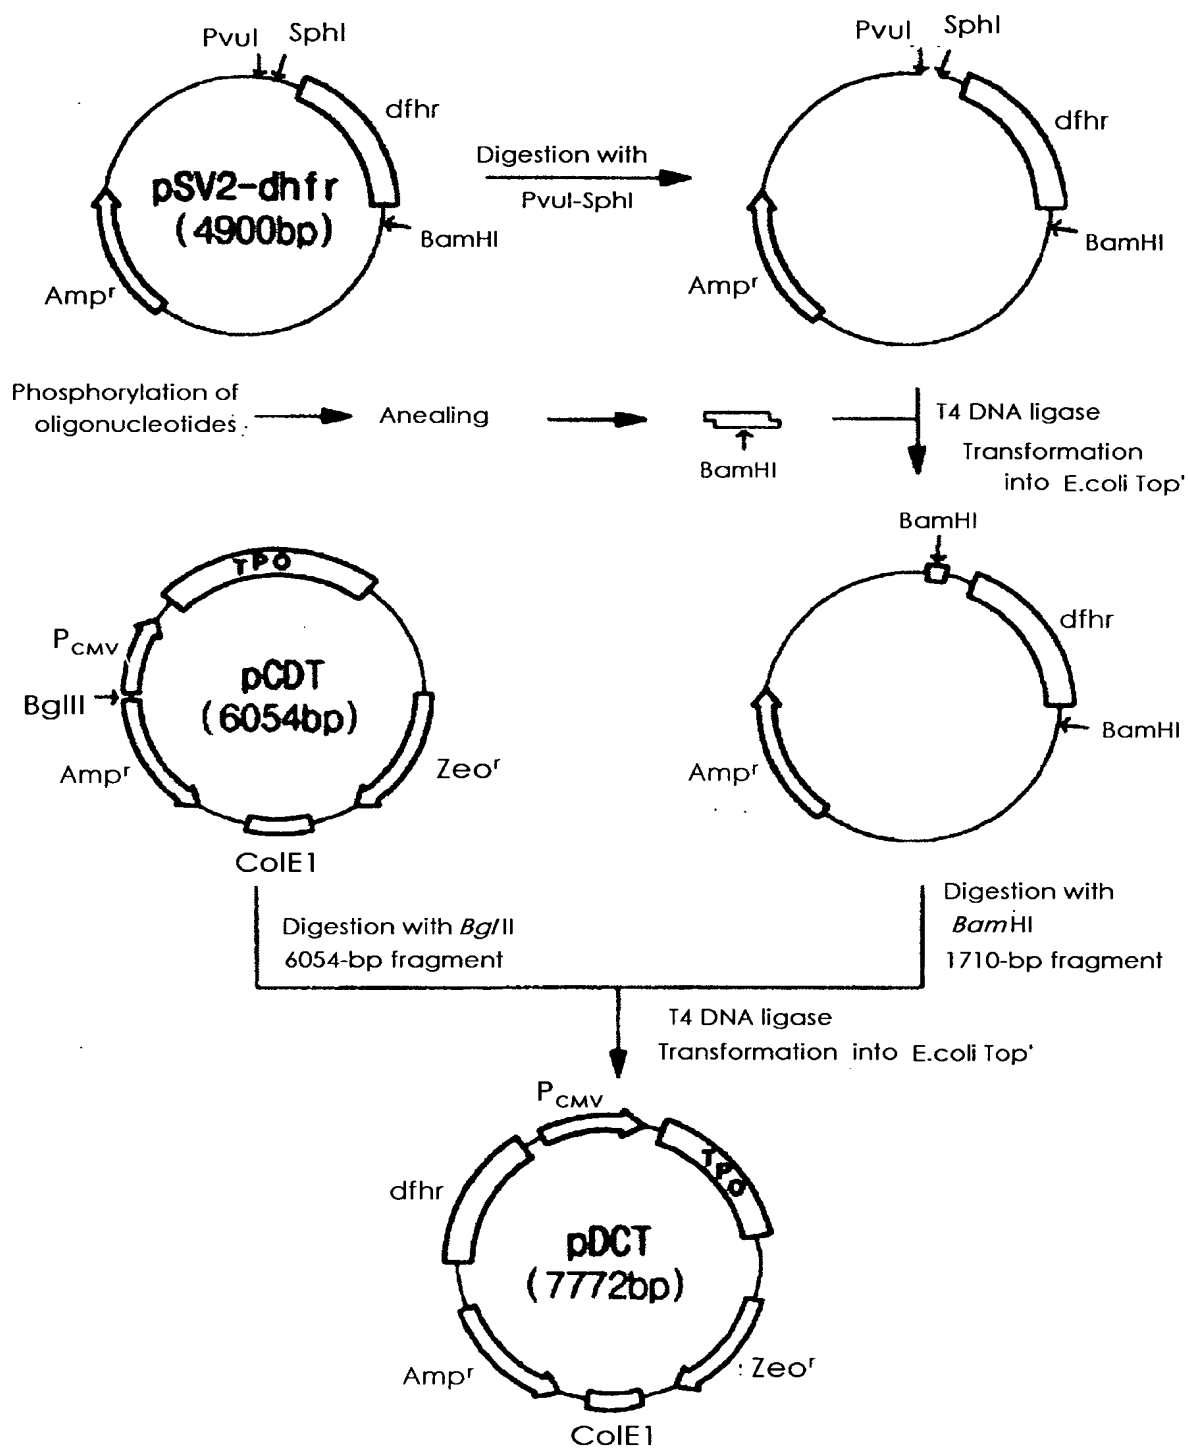 PvuI
SphI
dfhr
pSV2-dhfr
(4900bp)
BamHI
Ampʳ
Digestion with
PvuI-SphI
PvuI
SphI
dfhr
BamHI
Ampʳ
Phosphorylation of
oligonucleotides
Anealing
BamHI
T4 DNA ligase
Transformation
into E.coli Top'
BamHI
dfhr
BamHI
Ampʳ
TPO
PCMV
BglII
pCDT
(6054bp)
Ampʳ
Zeoʳ
ColE1
Digestion with BglII
6054-bp fragment
Digestion with
BamHI
1710-bp fragment
T4 DNA ligase
Transformation into E.coli Top'
PCMV
TPO
dfhr
pDCT
(7772bp)
Ampʳ
Zeoʳ
ColE1